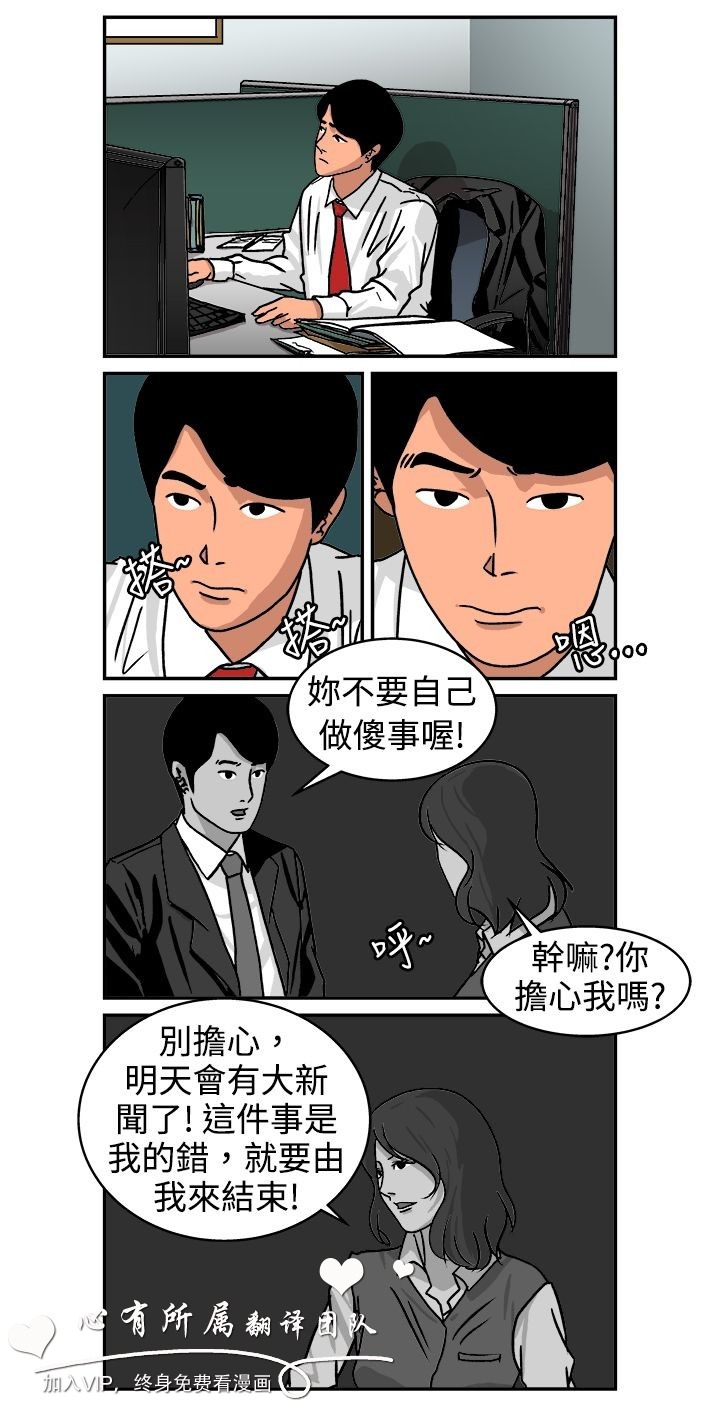 搭~
搭~
嗯...
妳不要自己
做傻事喔!
呼~
幹嘛?你
擔心我嗎?
別擔心，
明天會有大新
聞了! 這件事是
我的錯，就要由
我來結束!
心有所属翻译团队
加入VIP，终身免费看漫画